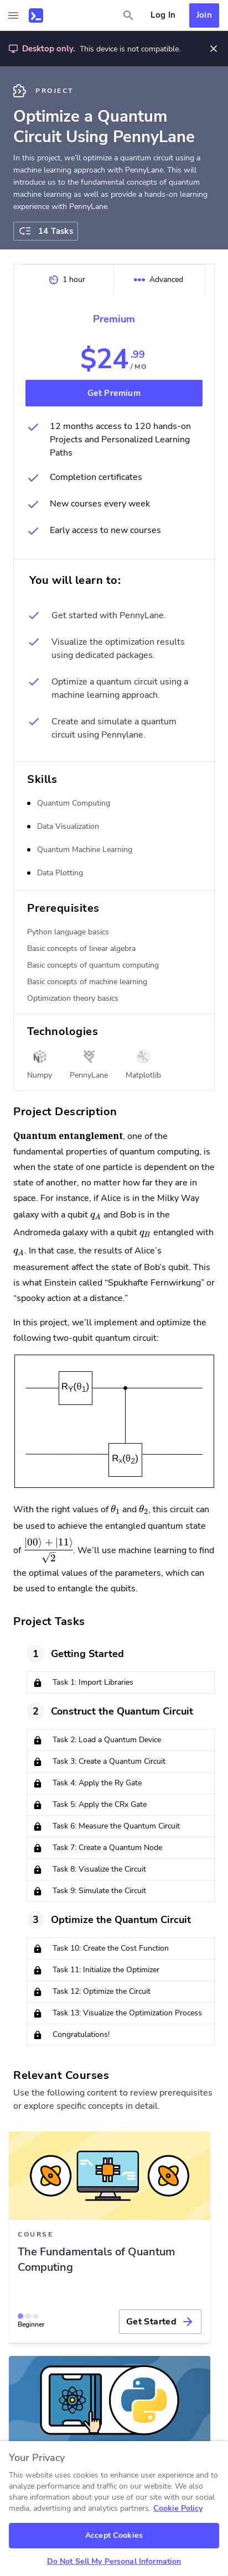 Log In
Join
Desktop only. This device is not compatible.
PROJECT
Optimize a Quantum
Circuit Using PennyLane
In this project, we'll optimize a quantum circuit using a
machine learning approach with PennyLane. This will
introduce us to the fundamental concepts of quantum
machine learning as well as provide a hands-on learning
experience with PennyLane.
14 Tasks
1 hour
Advanced
Premium
$24.99 / MO
Get Premium
12 months access to 120 hands-on
Projects and Personalized Learning
Paths
Completion certificates
New courses every week
Early access to new courses
You will learn to:
Get started with PennyLane.
Visualize the optimization results
using dedicated packages.
Optimize a quantum circuit using a
machine learning approach.
Create and simulate a quantum
circuit using Pennylane.
Skills
Quantum Computing
Data Visualization
Quantum Machine Learning
Data Plotting
Prerequisites
Python language basics
Basic concepts of linear algebra
Basic concepts of quantum computing
Basic concepts of machine learning
Optimization theory basics
Technologies
Numpy
PennyLane
Matplotlib
Project Description
Quantum entanglement, one of the
fundamental properties of quantum computing, is
when the state of one particle is dependent on the
state of another, no matter how far they are in
space. For instance, if Alice is in the Milky Way
galaxy with a qubit q_A and Bob is in the
Andromeda galaxy with a qubit q_B entangled with
q_A. In that case, the results of Alice's
measurement affect the state of Bob's qubit. This
is what Einstein called “Spukhafte Fernwirkung” or
“spooky action at a distance.”
In this project, we'll implement and optimize the
following two-qubit quantum circuit:
R_Y(θ₁)
R_x(θ₂)
With the right values of θ₁ and θ₂, this circuit can
be used to achieve the entangled quantum state
of (|00⟩ + |11⟩)/√2. We'll use machine learning to find
the optimal values of the parameters, which can
be used to entangle the qubits.
Project Tasks
1 Getting Started
Task 1: Import Libraries
2 Construct the Quantum Circuit
Task 2: Load a Quantum Device
Task 3: Create a Quantum Circuit
Task 4: Apply the Ry Gate
Task 5: Apply the CRx Gate
Task 6: Measure the Quantum Circuit
Task 7: Create a Quantum Node
Task 8: Visualize the Circuit
Task 9: Simulate the Circuit
3 Optimize the Quantum Circuit
Task 10: Create the Cost Function
Task 11: Initialize the Optimizer
Task 12: Optimize the Circuit
Task 13: Visualize the Optimization Process
Congratulations!
Relevant Courses
Use the following content to review prerequisites
or explore specific concepts in detail.
COURSE
The Fundamentals of Quantum
Computing
Beginner
Get Started
Your Privacy
This website uses cookies to enhance user experience and to
analyze performance and traffic on our website. We also
share information about your use of our site with our social
media, advertising and analytics partners. Cookie Policy
Accept Cookies
Do Not Sell My Personal Information